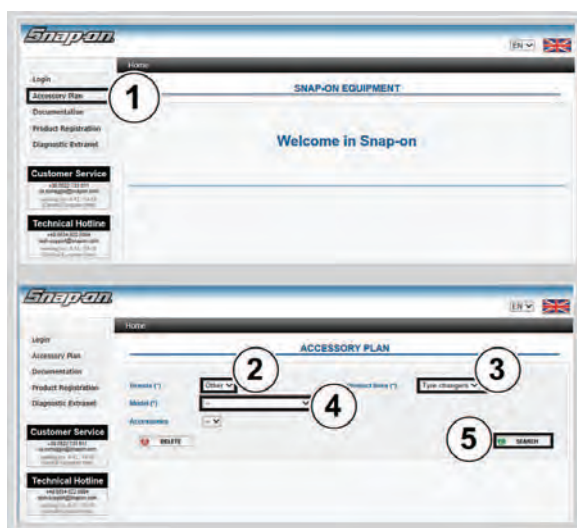 Snap-on
EN
Home
Login
Accessory Plan
Documentation
Product Registration
Diagnostic Extranet
1
SNAP-ON EQUIPMENT
Welcome in Snap-on
Customer Service
Technical Hotline
Snap-on
EN
Home
Login
Accessory Plan
Documentation
Product Registration
Diagnostic Extranet
ACCESSORY PLAN
2
3
Brands (*)
Other
(*)
Tyre changers
Model (*)
--
4
Accessories
--
DELETE
5
SEARCH
Customer Service
Technical Hotline